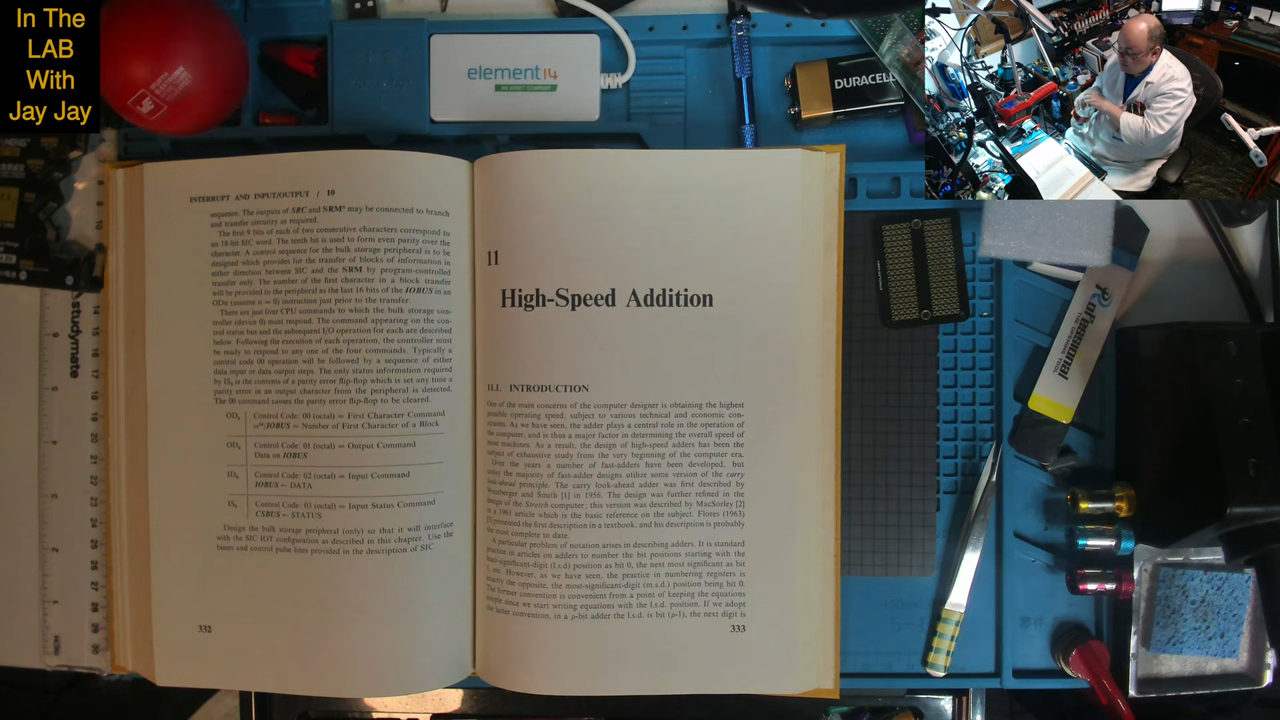 In The
LAB
With
Jay Jay
element14
AN AVNET COMPANY
DURACELL
studymate
Professional
INTERRUPT AND INPUT/OUTPUT / 10
sequence. The outputs of SRC and SRM⁸ may be connected to branch
and transfer circuitry as required.
The first 9 bits of each of two consecutive characters correspond to
an 18-bit SIC word. The tenth bit is used to form even parity over the
character. A control sequence for the bulk storage peripheral is to be
designed which provides for the transfer of blocks of information in
either direction between SIC and the SRM by program-controlled
transfer only. The number of the first character in a block transfer
will be provided to the peripheral as the last 16 bits of the IOBUS in an
ODn (assume n = 0) instruction just prior to the transfer.
There are just four CPU commands to which the bulk storage con-
troller (device 0) must respond. The command appearing on the con-
trol status bus and the subsequent I/O operation for each are described
below. Following the execution of each operation, the controller must
be ready to respond to any one of the four commands. Typically a
control code 00 operation will be followed by a sequence of either
data input or data output steps. The only status information required
by IS₀ is the contents of a parity error flip-flop which is set any time a
parity error in an output character from the peripheral is detected.
The 00 command causes the parity error flip-flop to be cleared.
Control Code: 00 (octal) = First Character Command
IOBUS = Number of First Character of a Block
Control Code: 01 (octal) = Output Command
Data on IOBUS
Control Code: 02 (octal) = Input Command
IOBUS ← DATA
Control Code: 03 (octal) = Input Status Command
CSBUS ← STATUS
Design the bulk storage peripheral (only) so that it will interface
with the SIC IOT configuration as described in this chapter. Use the
buses and control pulse lines provided in the description of SIC.
332
11
High-Speed Addition
11.1. INTRODUCTION
One of the main concerns of the computer designer is obtaining the highest
possible operating speed, subject to various technical and economic con-
straints. As we have seen, the adder plays a central role in the operation of
the computer, and is thus a major factor in determining the overall speed of
most machines. As a result, the design of high-speed adders has been the
subject of exhaustive study from the very beginning of the computer era.
Over the years a number of fast-adders have been developed, but
today the majority of fast-adder designs utilize some version of the carry
look-ahead principle. The carry look-ahead adder was first described by
Weinberger and Smith [1] in 1956. The design was further refined in the
design of the Stretch computer; this version was described by MacSorley [2]
in a 1961 article which is the basic reference on the subject. Flores (1963)
[3] presented the first description in a textbook, and his description is probably
the most complete to date.
A particular problem of notation arises in describing adders. It is standard
practice in articles on adders to number the bit positions starting with the
least-significant-digit (l.s.d) position as bit 0, the next most significant as bit
1, etc. However, as we have seen, the practice in numbering registers is
exactly the opposite, the most-significant-digit (m.s.d.) position being bit 0.
The former convention is convenient from a point of keeping the equations
simple since we start writing equations with the l.s.d. position. If we adopt
the latter convention, in a p-bit adder the l.s.d. is bit (p-1), the next digit is
333